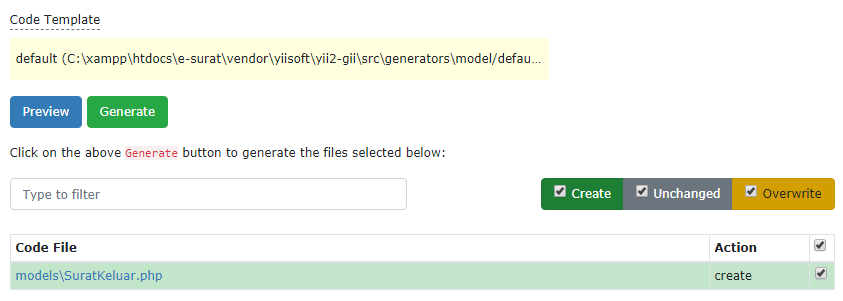 Code Template
default (C:\xampp\htdocs\e-surat\vendor\yiisoft\yii2-gii\src\generators\model/defau...
Preview Generate
Click on the above Generate button to generate the files selected below:
Type to filter Create Unchanged Overwrite
Code File Action
models\SuratKeluar.php create